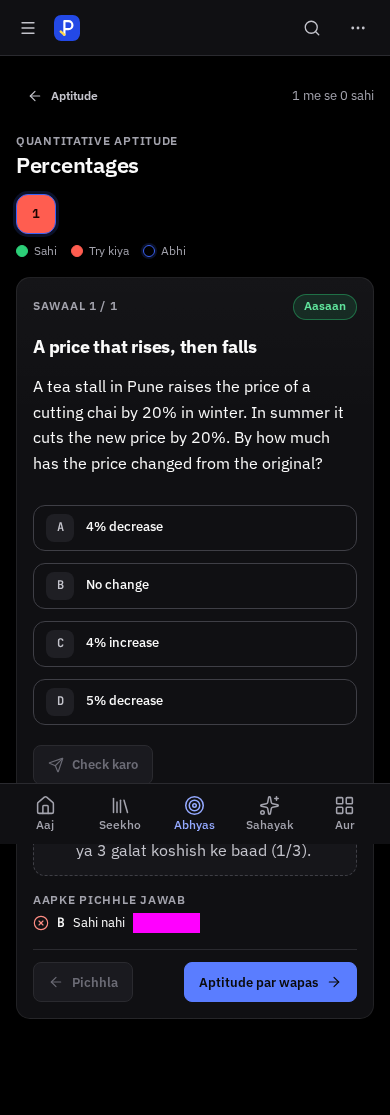 P
Aptitude
1 me se 0 sahi
QUANTITATIVE APTITUDE
Percentages
1
Sahi Try kiya Abhi
SAWAAL 1 / 1
Aasaan
A price that rises, then falls
A tea stall in Pune raises the price of a
cutting chai by 20% in winter. In summer it
cuts the new price by 20%. By how much
has the price changed from the original?
A 4% decrease
B No change
C 4% increase
D 5% decrease
Check karo
Aaj Seekho Abhyas Sahayak Aur
ya 3 galat koshish ke baad (1/3).
AAPKE PICHHLE JAWAB
B Sahi nahi
Pichhla
Aptitude par wapas